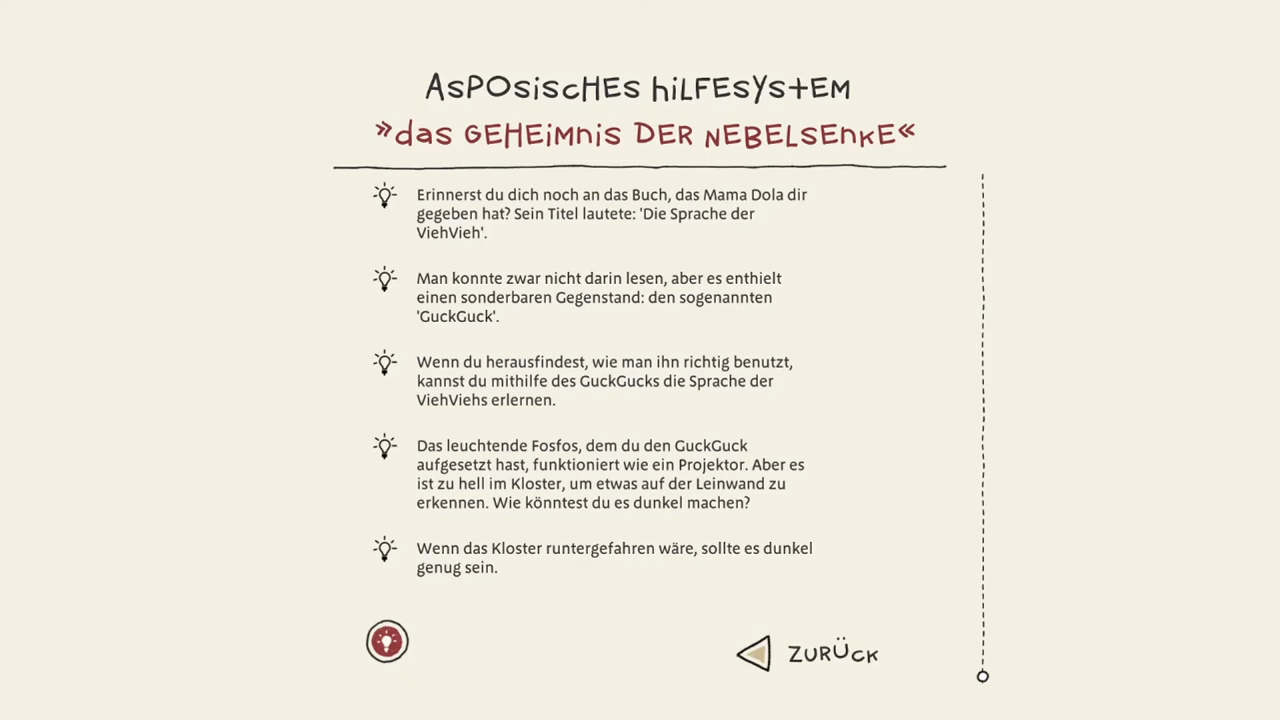 Asposisches Hilfesystem
»das Geheimnis der Nebelsenke«
Erinnerst du dich noch an das Buch, das Mama Dola dir
gegeben hat? Sein Titel lautete: 'Die Sprache der
ViehVieh'.
Man konnte zwar nicht darin lesen, aber es enthielt
einen sonderbaren Gegenstand: den sogenannten
'GuckGuck'.
Wenn du herausfindest, wie man ihn richtig benutzt,
kannst du mithilfe des GuckGucks die Sprache der
ViehViehs erlernen.
Das leuchtende Fosfos, dem du den GuckGuck
aufgesetzt hast, funktioniert wie ein Projektor. Aber es
ist zu hell im Kloster, um etwas auf der Leinwand zu
erkennen. Wie könntest du es dunkel machen?
Wenn das Kloster runtergefahren wäre, sollte es dunkel
genug sein.
Zurück